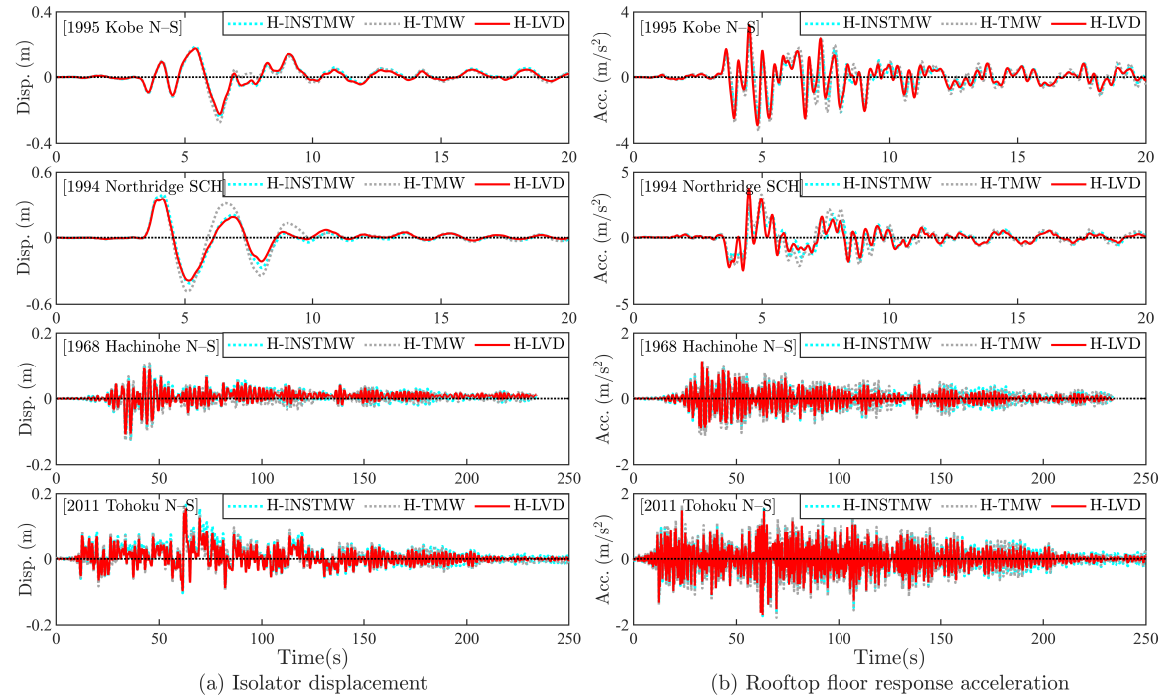 [1995 Kobe N–S] H-INSTMW H-TMW H-LVD
Disp. (m)
0.4
0
-0.4
0 5 10 15 20
[1995 Kobe N–S] H-INSTMW H-TMW H-LVD
Acc. (m/s²)
4
0
-4
0 5 10 15 20
[1994 Northridge SCH] H-INSTMW H-TMW H-LVD
Disp. (m)
0.6
0
-0.6
0 5 10 15 20
[1994 Northridge SCH] H-INSTMW H-TMW H-LVD
Acc. (m/s²)
5
0
-5
0 5 10 15 20
[1968 Hachinohe N–S] H-INSTMW H-TMW H-LVD
Disp. (m)
0.2
0
-0.2
0 50 100 150 200 250
[1968 Hachinohe N–S] H-INSTMW H-TMW H-LVD
Acc. (m/s²)
2
0
-2
0 50 100 150 200 250
[2011 Tohoku N–S] H-INSTMW H-TMW H-LVD
Disp. (m)
0.2
0
-0.2
0 50 100 150 200 250
Time(s)
[2011 Tohoku N–S] H-INSTMW H-TMW H-LVD
Acc. (m/s²)
2
0
-2
0 50 100 150 200 250
Time(s)
(a) Isolator displacement
(b) Rooftop floor response acceleration